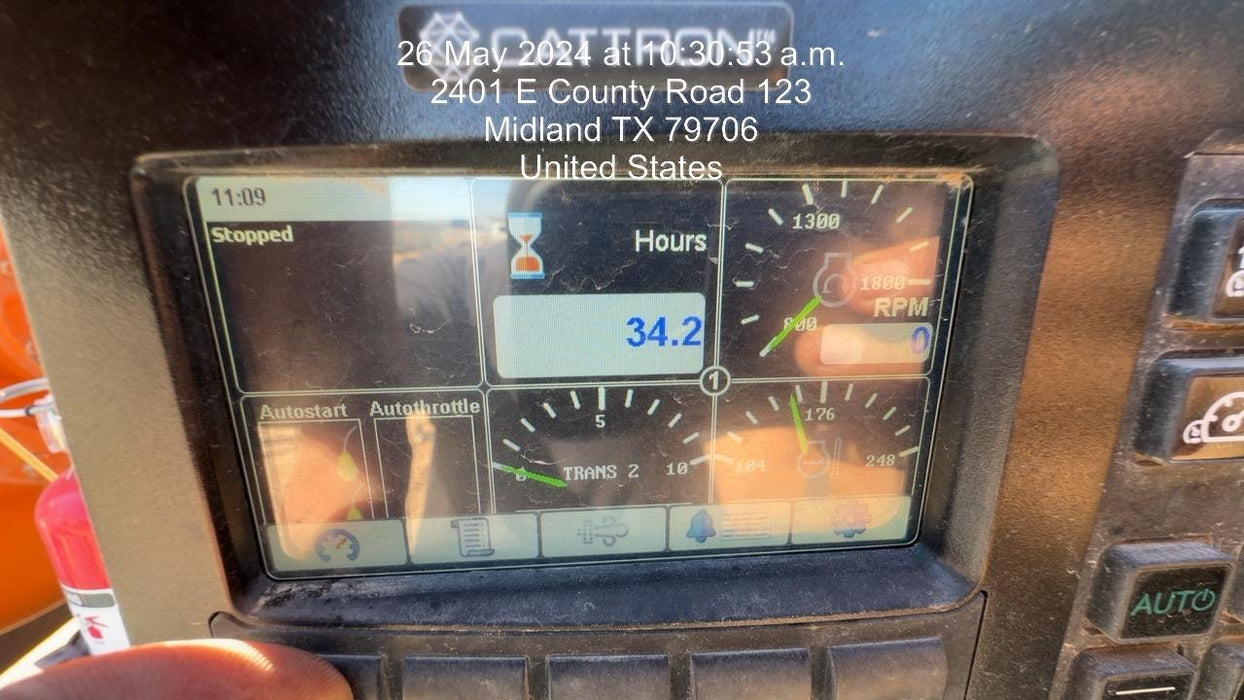 CATTRON™
26 May 2024 at 10:30:53 a.m.
2401 E County Road 123
Midland TX 79706
United States
11:09
Stopped
Hours
34.2
1300
1800
800
RPM
0
1
Autostart
Autothrottle
5
0
TRANS 2
10
176
104
248
AUTO